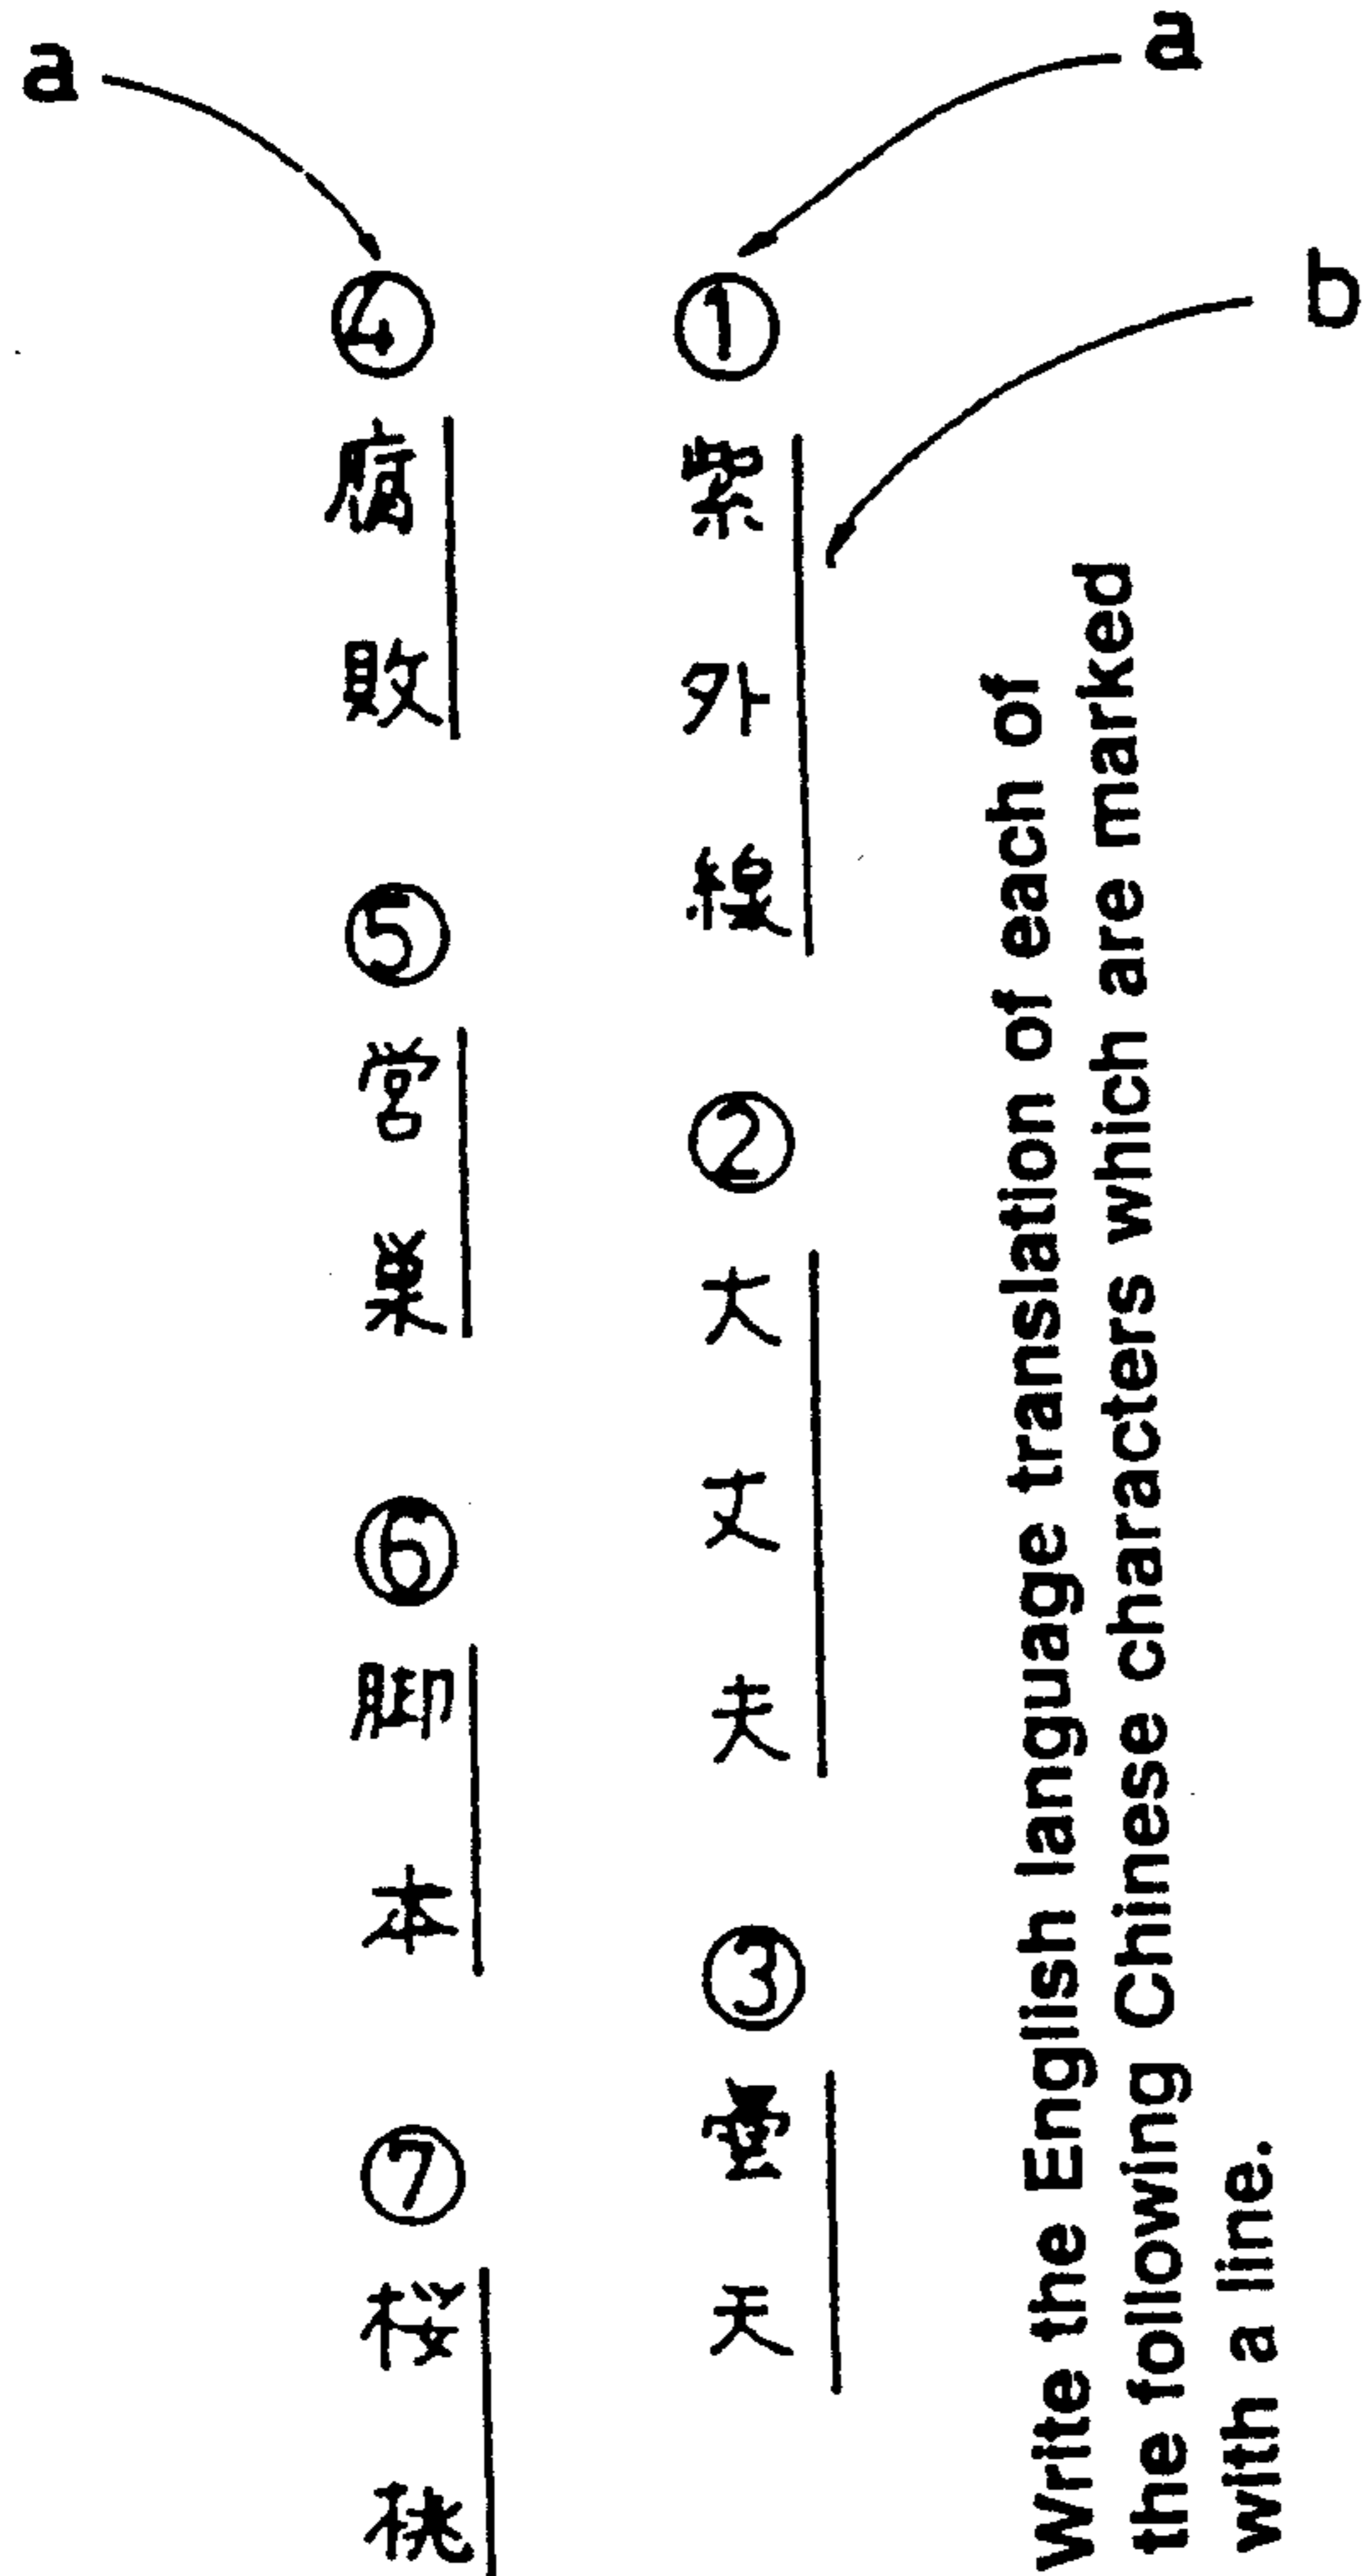 a
a
b
Write the English language translation of each of
the following Chinese characters which are marked
with a line.
①紫外線 ②大丈夫 ③曇天
④腐敗 ⑤営巣 ⑥脚本 ⑦桜桃